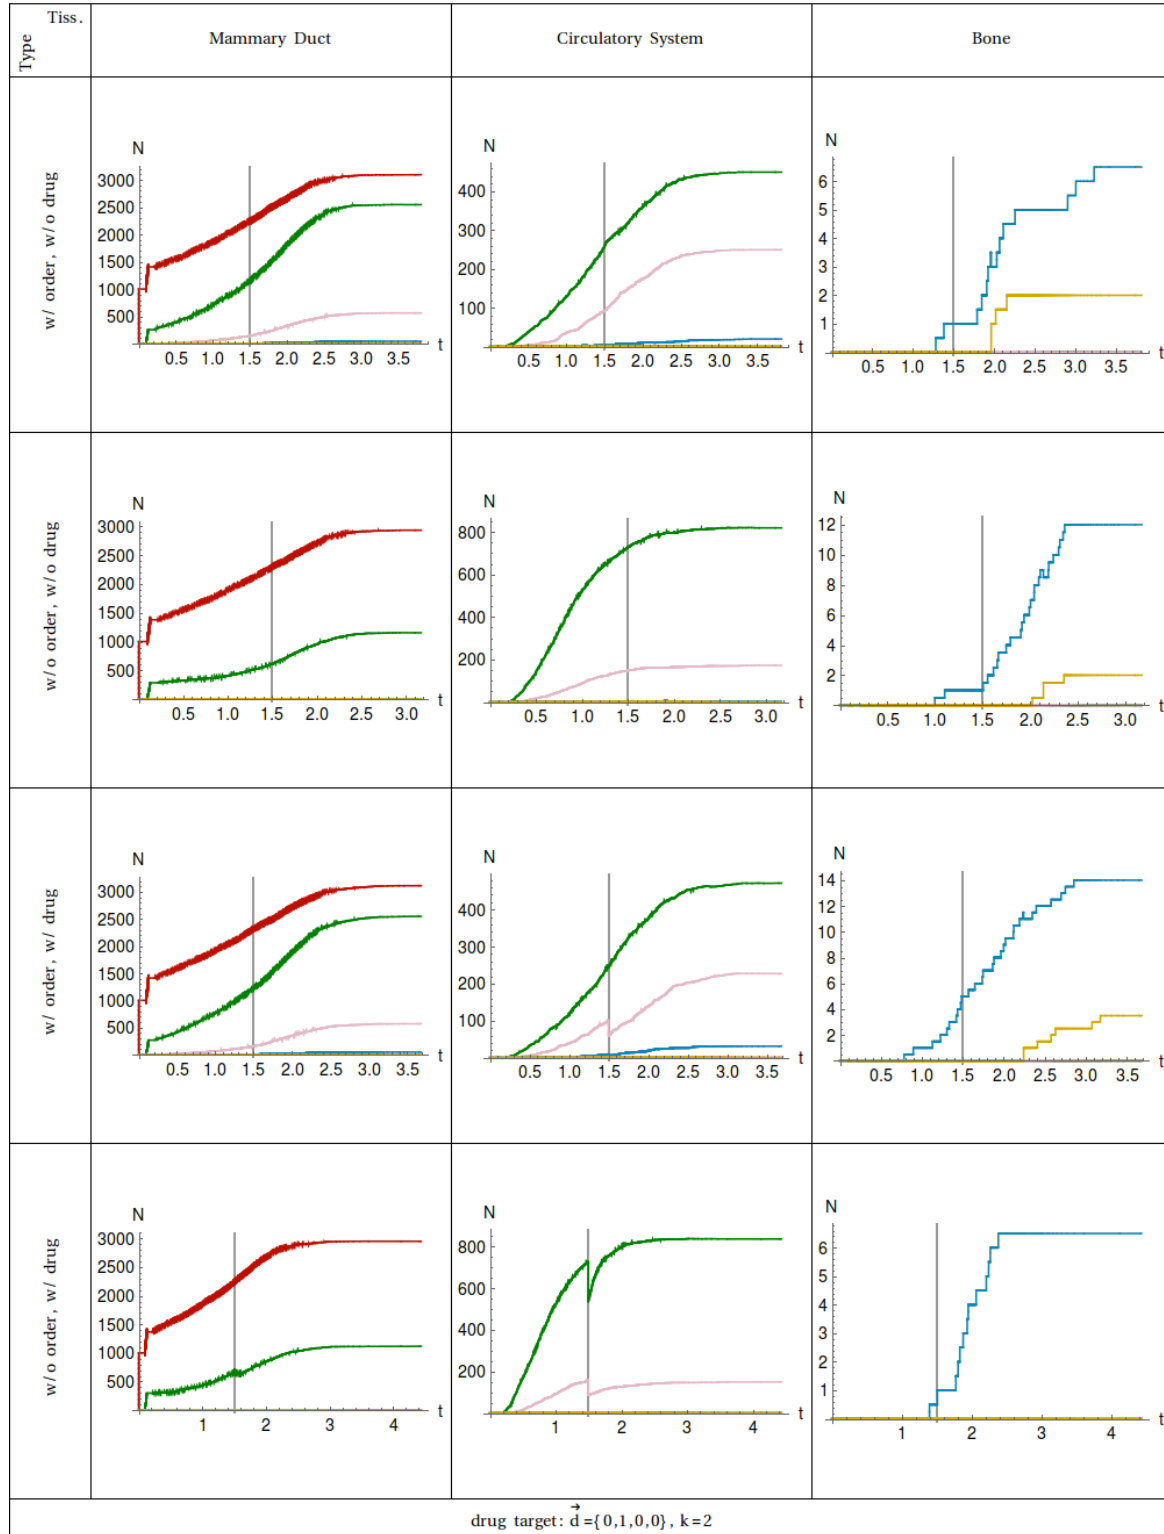 Tiss.
Type
Mammary Duct
Circulatory System
Bone
w/ order, w/o drug
N
3000
2500
2000
1500
1000
500
0.5 1.0 1.5 2.0 2.5 3.0 3.5 t
N
400
300
200
100
0.5 1.0 1.5 2.0 2.5 3.0 3.5 t
N
6
5
4
3
2
1
0.5 1.0 1.5 2.0 2.5 3.0 3.5 t
w/o order, w/o drug
N
3000
2500
2000
1500
1000
500
0.5 1.0 1.5 2.0 2.5 3.0 t
N
800
600
400
200
0.5 1.0 1.5 2.0 2.5 3.0 t
N
12
10
8
6
4
2
0.5 1.0 1.5 2.0 2.5 3.0 t
w/ order, w/ drug
N
3000
2500
2000
1500
1000
500
0.5 1.0 1.5 2.0 2.5 3.0 3.5 t
N
400
300
200
100
0.5 1.0 1.5 2.0 2.5 3.0 3.5 t
N
14
12
10
8
6
4
2
0.5 1.0 1.5 2.0 2.5 3.0 3.5 t
w/o order, w/ drug
N
3000
2500
2000
1500
1000
500
1 2 3 4 t
N
800
600
400
200
1 2 3 4 t
N
6
5
4
3
2
1
1 2 3 4 t
drug target: d⃗={0,1,0,0}, k=2